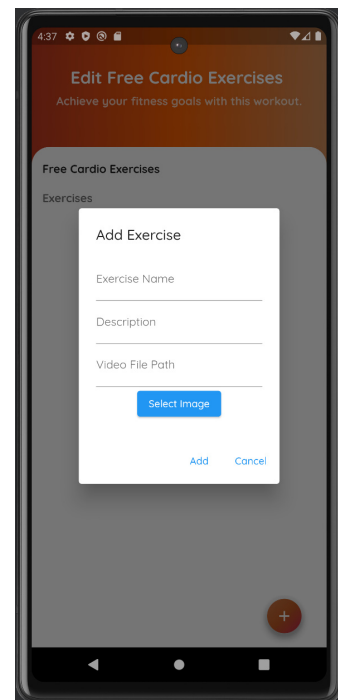 4:37
Edit Free Cardio Exercises
Achieve your fitness goals with this workout.
Free Cardio Exercises
Exercises
Add Exercise
Exercise Name
Description
Video File Path
Select Image
Add Cancel
+